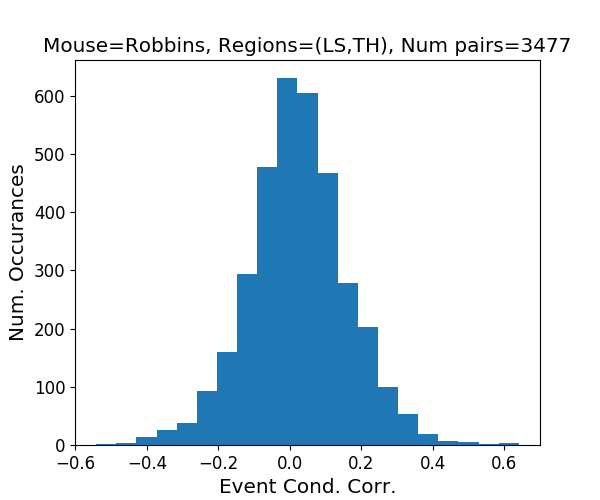 Mouse=Robbins, Regions=(LS,TH), Num pairs=3477
Num. Occurances
600
500
400
300
200
100
0
−0.6 −0.4 −0.2 0.0 0.2 0.4 0.6
Event Cond. Corr.